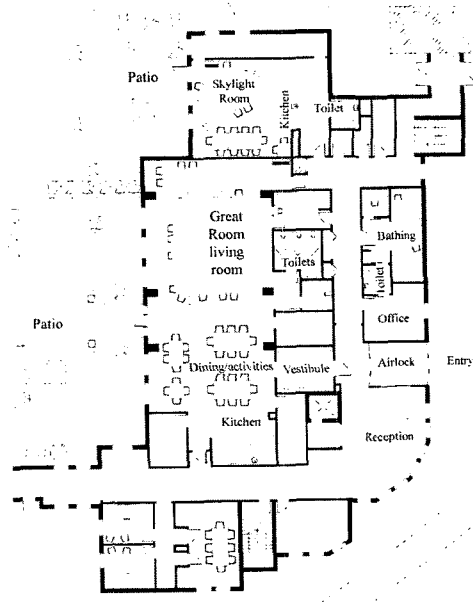 Patio
Skylight
Room
Kitchen
Toilet
Great
Room
living
room
Toilets
Bathing
Toilet
Patio
Office
Dining/activities
Vestibule
Airlock
Entry
Kitchen
Reception